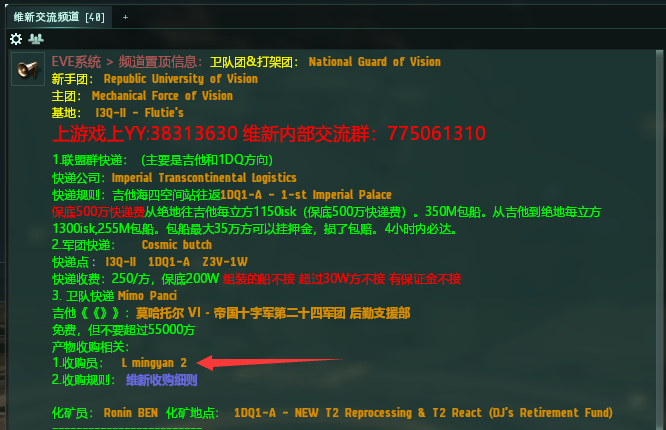 维新交流频道 [40]
+
EVE系统 > 频道置顶信息: 卫队团&打架团: National Guard of Vision
新手团: Republic University of Vision
主团: Mechanical Force of Vision
基地: I3Q-II - Flutie's
上游戏上YY:38313630 维新内部交流群: 775061310
1.联盟群快递: (主要是吉他和1DQ方向)
快递公司: Imperial Transcontinental Logistics
快递规则: 吉他海四空间站往返1DQ1-A - 1-st Imperial Palace
保底500万快递费从绝地往吉他每立方1150isk(保底500万快递费)。350M包船。从吉他到绝地每立方
1300isk,255M包船。包船最大35万方可以挂押金, 损了包赔。4小时内必达。
2.军团快递: Cosmic butch
快递点: I3Q-II 1DQ1-A Z3V-1W
快递收费: 250/方, 保底200W 组装的船不接 超过30W方不接 有保证金不接
3. 卫队快递 Mimo Panci
吉他《《》》: 莫哈托尔 VI - 帝国十字军第二十四军团 后勤支援部
免费, 但不要超过55000方
产物收购相关:
1.收购员: L mingyan 2
2.收购规则: 维新收购细则
化矿员: Ronin BEN 化矿地点: 1DQ1-A - NEW T2 Reprocessing & T2 React (DJ's Retirement Fund)
-------------------------